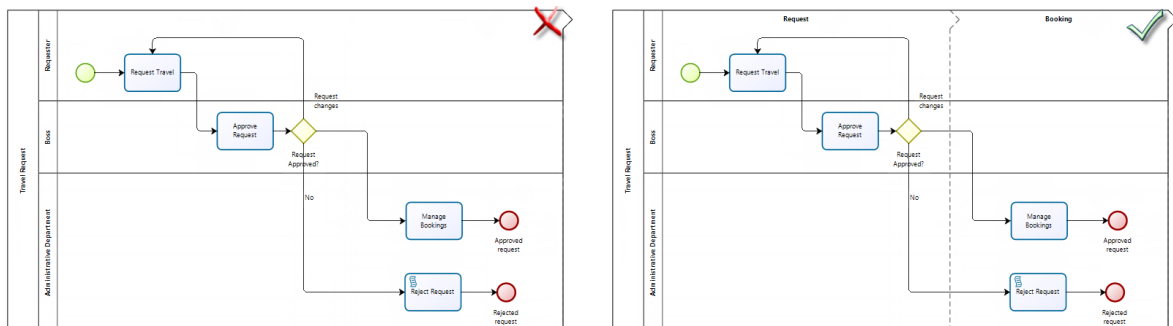 Travel Request
Requester
Boss
Administrative Department
Request Travel
Request
changes
Approve
Request
Request
Approved?
No
Manage
Bookings
Approved
request
Reject Request
Rejected
request
Request
Booking
Travel Request
Requester
Boss
Administrative Department
Request Travel
Request
changes
Approve
Request
Request
Approved?
No
Manage
Bookings
Approved
request
Reject Request
Rejected
request